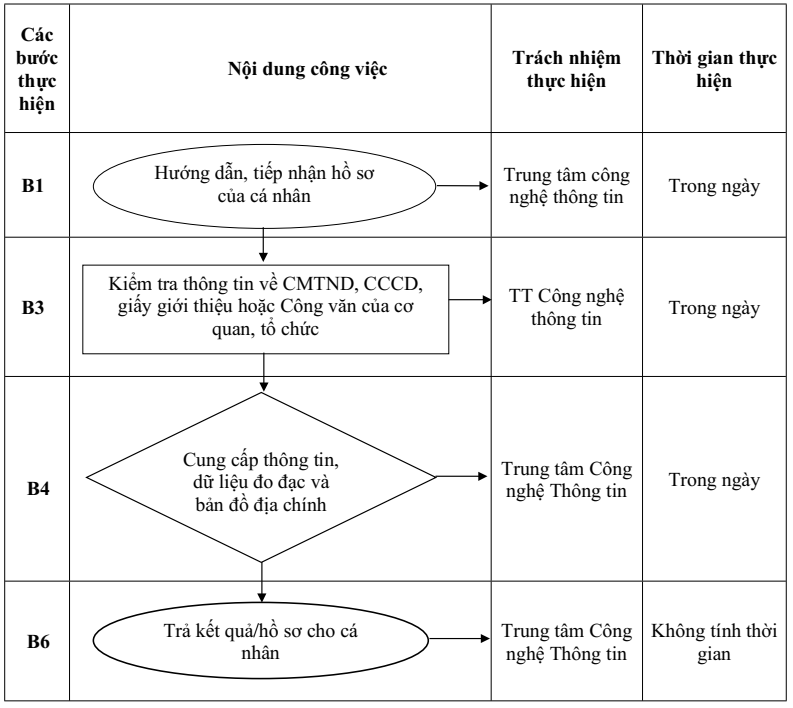 Các
bước
thực
hiện
Nội dung công việc
Trách nhiệm
thực hiện
Thời gian thực
hiện
B1
Hướng dẫn, tiếp nhận hồ sơ
của cá nhân
Trung tâm công
nghệ thông tin
Trong ngày
B3
Kiểm tra thông tin về CMTND, CCCD,
giấy giới thiệu hoặc Công văn của cơ
quan, tổ chức
TT Công nghệ
thông tin
Trong ngày
B4
Cung cấp thông tin,
dữ liệu đo đạc và
bản đồ địa chính
Trung tâm Công
nghệ Thông tin
Trong ngày
B6
Trả kết quả/hồ sơ cho cá
nhân
Trung tâm Công
nghệ Thông tin
Không tính thời
gian